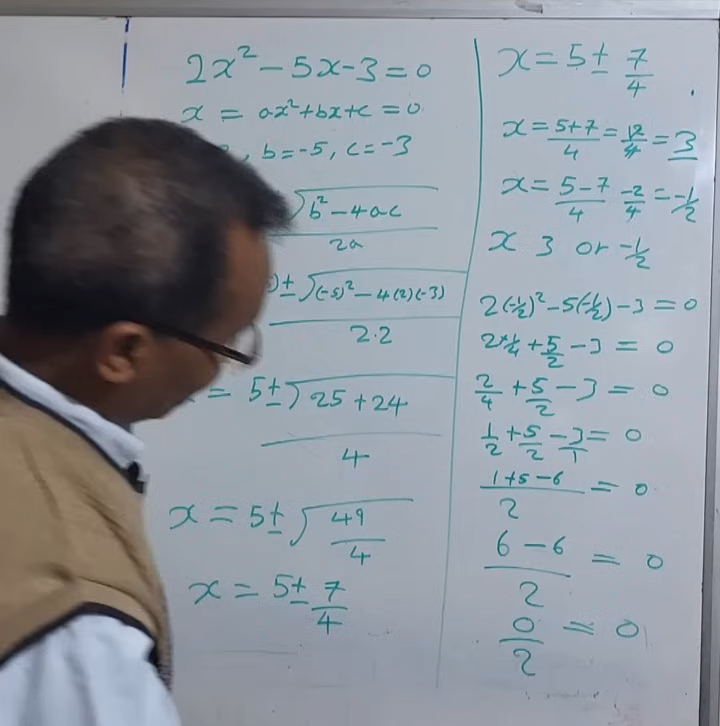 2x² - 5x - 3 = 0
x = ax² + bx + c = 0
, b = -5, c = -3
√b² - 4ac
2a
) ± √(-5)² - 4(2)(-3)
2.2
= 5 ± √25 + 24
4
x = 5 ± √49/4
x = 5 ± 7/4
x = 5 ± 7/4
x = 5+7/4 = 12/4 = 3
x = 5-7/4 -2/4 = -1/2
x 3 or -1/2
2(-1/2)² - 5(-1/2) - 3 = 0
2×1/4 + 5/2 - 3 = 0
2/4 + 5/2 - 3 = 0
1/2 + 5/2 - 3/1 = 0
1+5-6/2 = 0
6-6/2 = 0
0/2 = 0